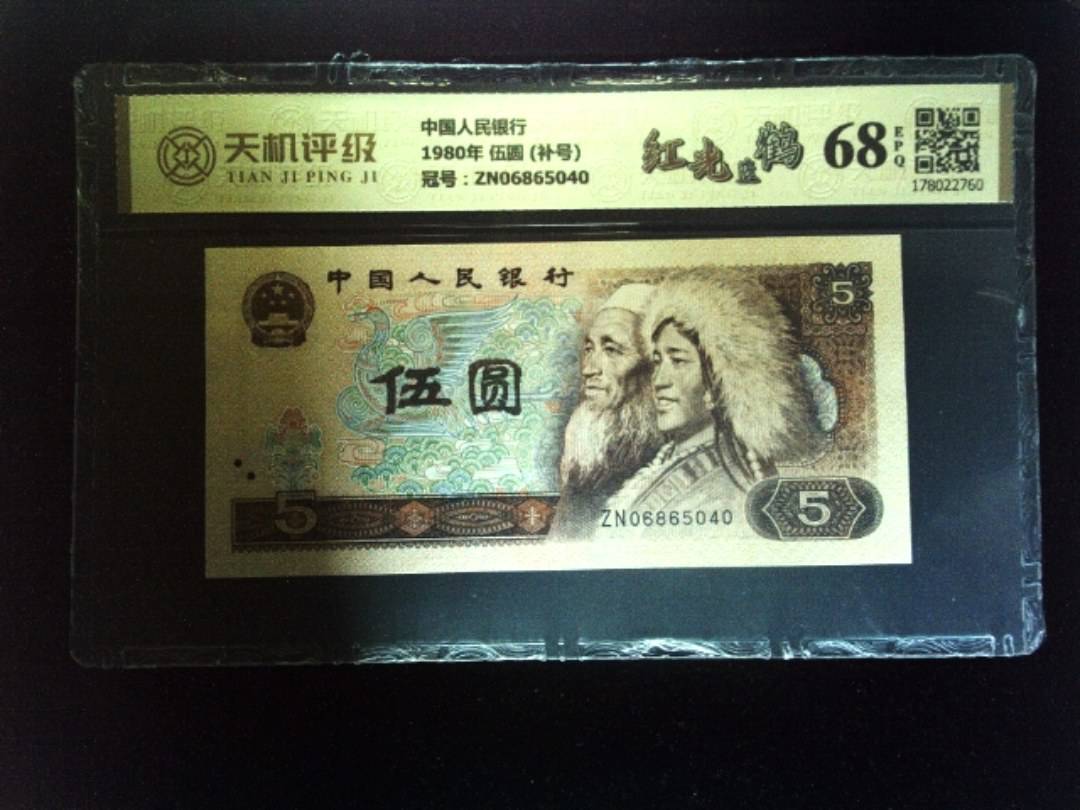 天机评级
TIAN JI PING JI
中国人民银行
1980年 伍圆 (补号)
冠号：ZN06865040
红光 鹤
68
EPQ
178022760
中国人民银行
5
伍圆
5
ZN06865040
5